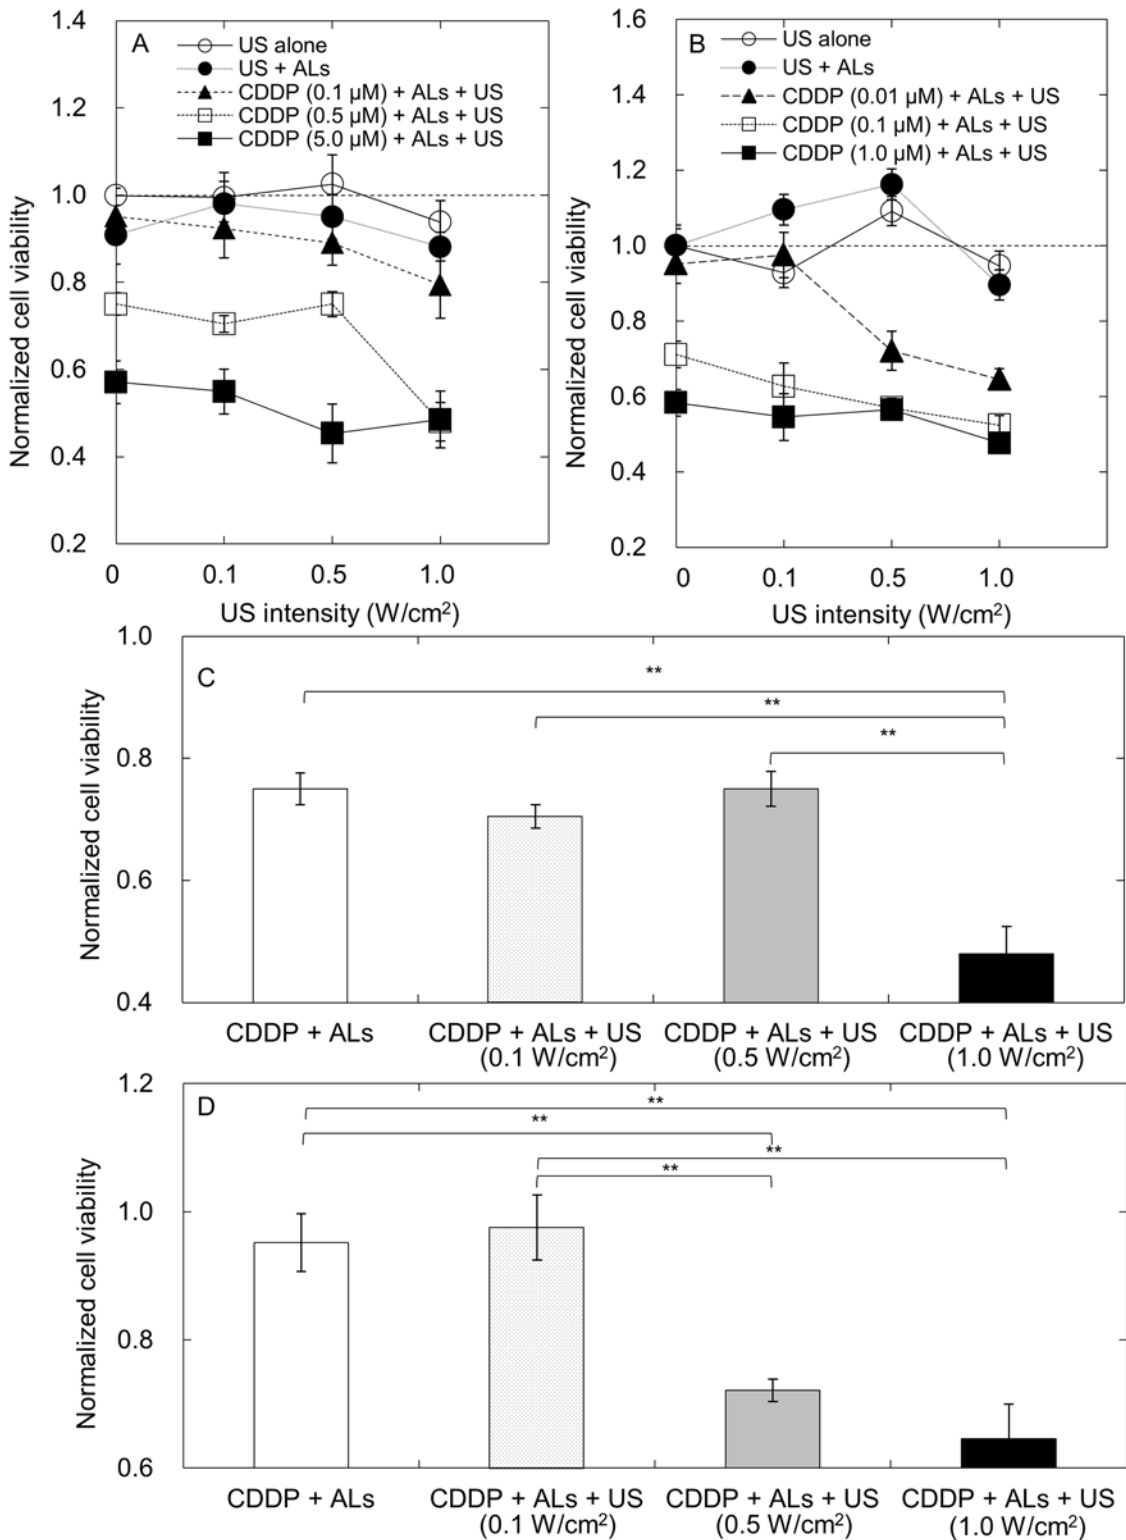 A
US alone
US + ALs
CDDP (0.1 μM) + ALs + US
CDDP (0.5 μM) + ALs + US
CDDP (5.0 μM) + ALs + US
Normalized cell viability
1.4
1.2
1.0
0.8
0.6
0.4
0.2
0 0.1 0.5 1.0
US intensity (W/cm²)
B
US alone
US + ALs
CDDP (0.01 μM) + ALs + US
CDDP (0.1 μM) + ALs + US
CDDP (1.0 μM) + ALs + US
Normalized cell viability
1.6
1.4
1.2
1.0
0.8
0.6
0.4
0.2
0 0.1 0.5 1.0
US intensity (W/cm²)
C
Normalized cell viability
1.0
0.8
0.6
0.4
**
**
**
CDDP + ALs CDDP + ALs + US CDDP + ALs + US CDDP + ALs + US
(0.1 W/cm²) (0.5 W/cm²) (1.0 W/cm²)
D
Normalized cell viability
1.2
1.0
0.8
0.6
**
**
**
**
CDDP + ALs CDDP + ALs + US CDDP + ALs + US CDDP + ALs + US
(0.1 W/cm²) (0.5 W/cm²) (1.0 W/cm²)